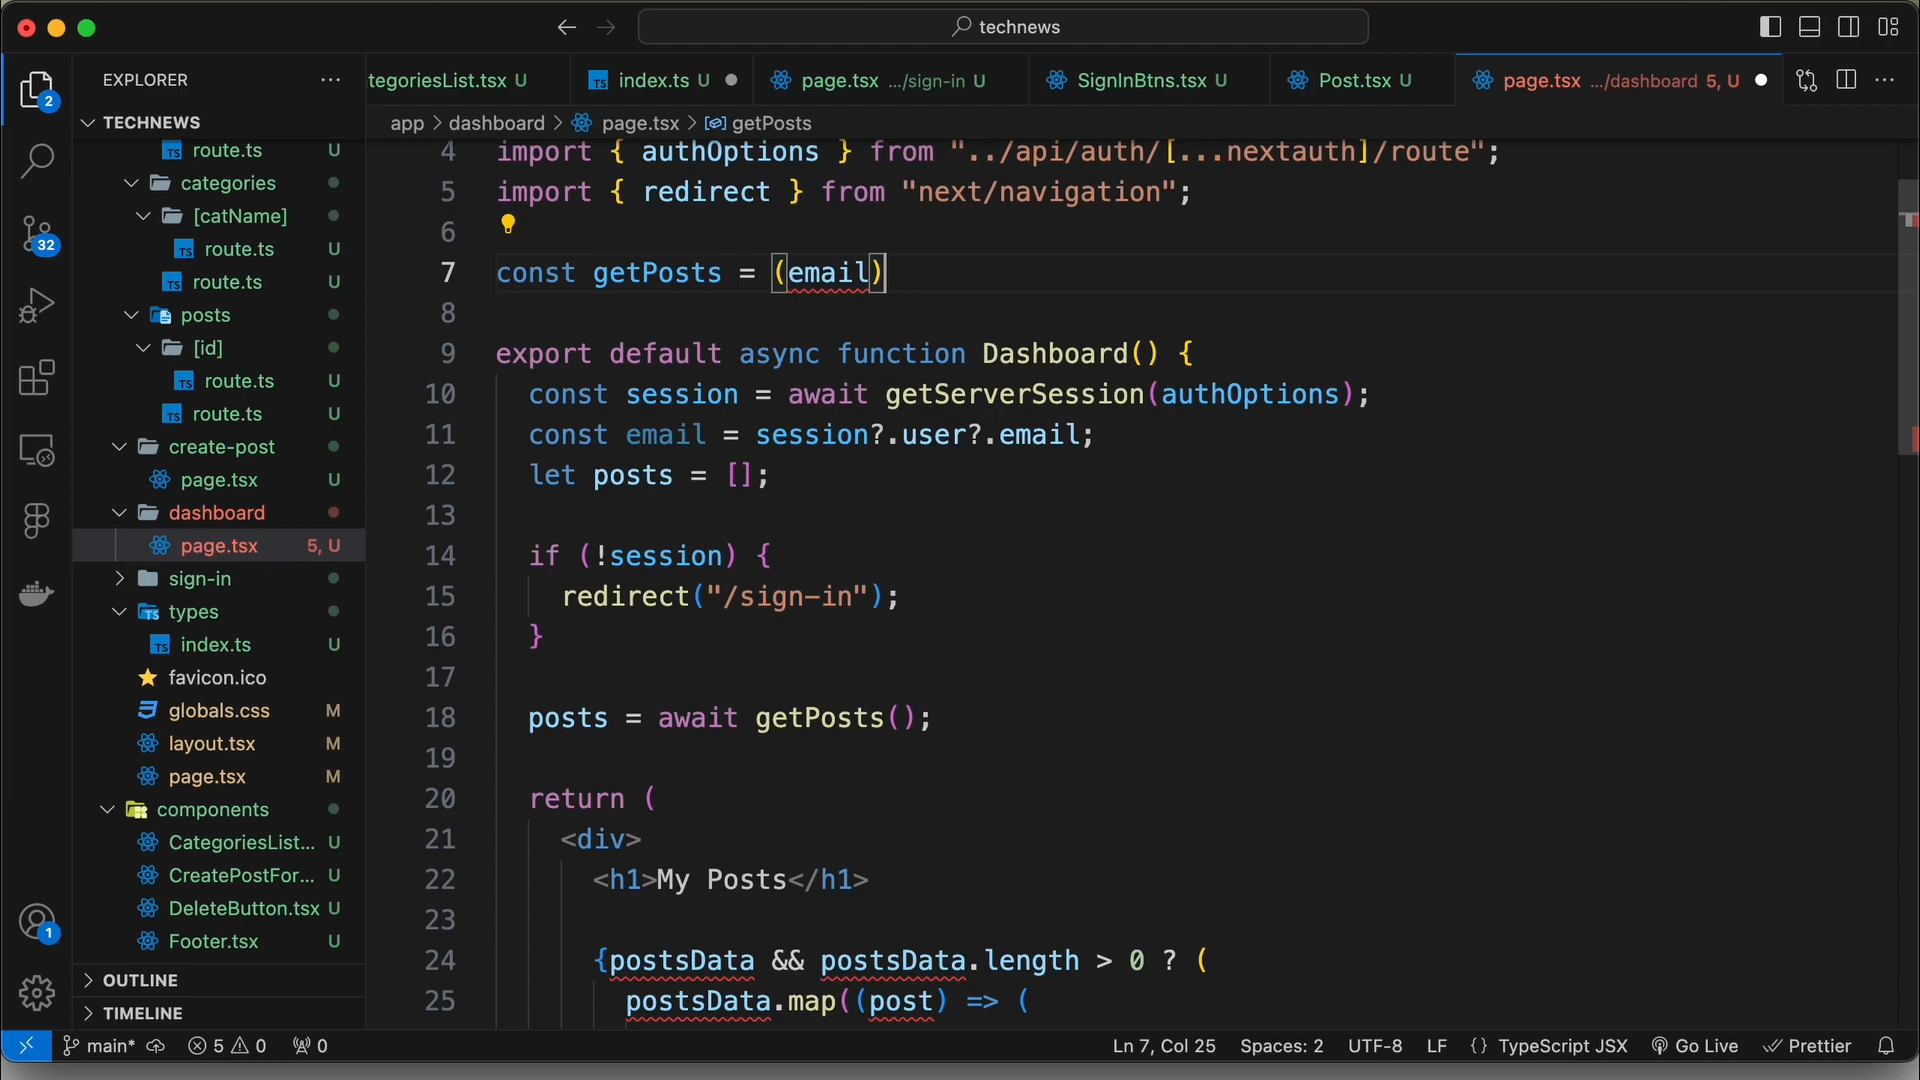 technews
EXPLORER
tegoriesList.tsx U
index.ts U
page.tsx .../sign-in U
SignInBtns.tsx U
Post.tsx U
page.tsx .../dashboard 5, U
2
TECHNEWS
app > dashboard > page.tsx > getPosts
route.ts U
categories
[catName]
route.ts U
route.ts U
posts
[id]
route.ts U
route.ts U
create-post
page.tsx U
dashboard
page.tsx 5, U
sign-in
types
index.ts U
favicon.ico
globals.css M
layout.tsx M
page.tsx M
components
CategoriesList... U
CreatePostFor... U
DeleteButton.tsx U
Footer.tsx U
OUTLINE
TIMELINE
32
1
4 import { authOptions } from "../api/auth/[...nextauth]/route";
5 import { redirect } from "next/navigation";
6
7 const getPosts = (email)
8
9 export default async function Dashboard() {
10 const session = await getServerSession(authOptions);
11 const email = session?.user?.email;
12 let posts = [];
13
14 if (!session) {
15 redirect("/sign-in");
16 }
17
18 posts = await getPosts();
19
20 return (
21 <div>
22 <h1>My Posts</h1>
23
24 {postsData && postsData.length > 0 ? (
25 postsData.map((post) => (
main* 5 0 0 Ln 7, Col 25 Spaces: 2 UTF-8 LF {} TypeScript JSX Go Live Prettier